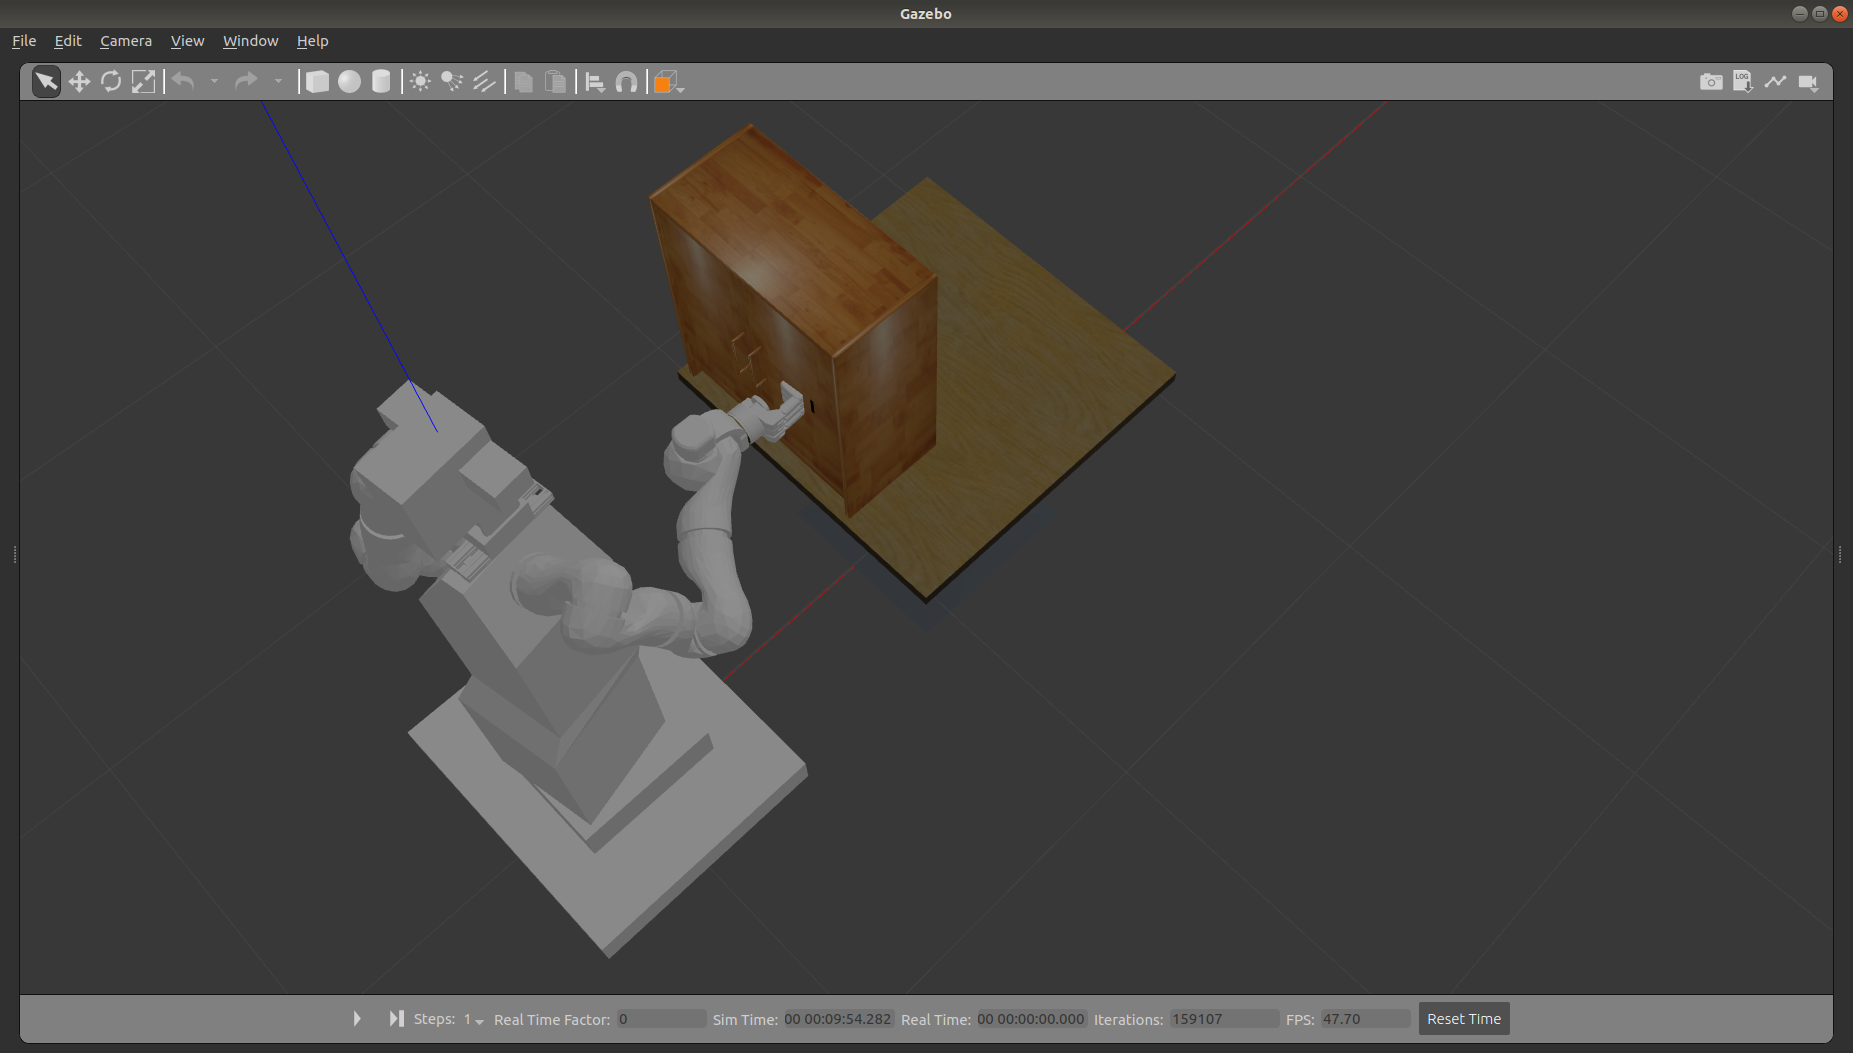 Gazebo
File Edit Camera View Window Help
LOG
Steps: 1 Real Time Factor: 0 Sim Time: 00 00:09:54.282 Real Time: 00 00:00:00.000 Iterations: 159107 FPS: 47.70 Reset Time